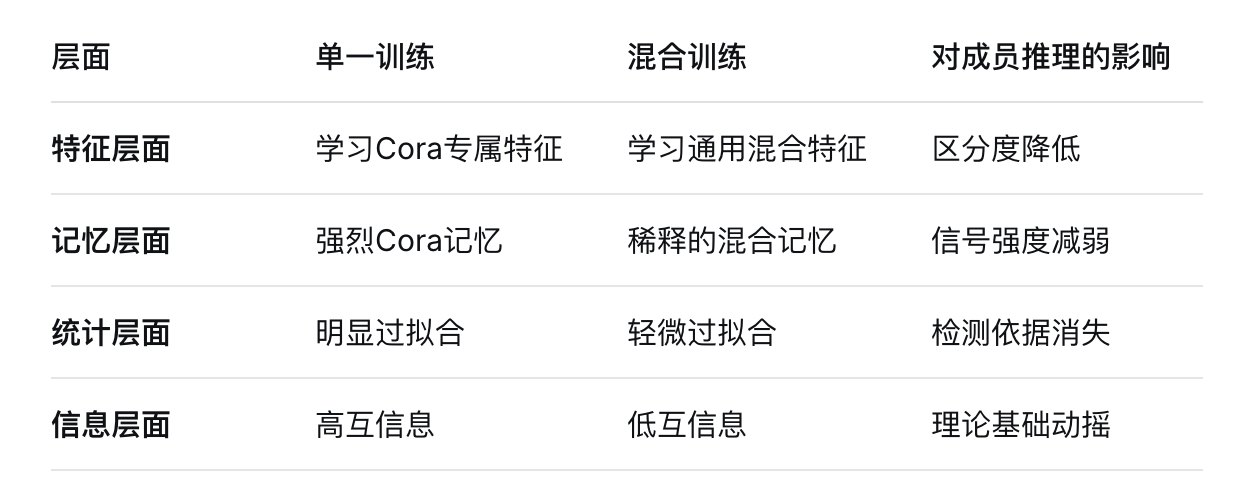 层面 单一训练 混合训练 对成员推理的影响
特征层面 学习Cora专属特征 学习通用混合特征 区分度降低
记忆层面 强烈Cora记忆 稀释的混合记忆 信号强度减弱
统计层面 明显过拟合 轻微过拟合 检测依据消失
信息层面 高互信息 低互信息 理论基础动摇